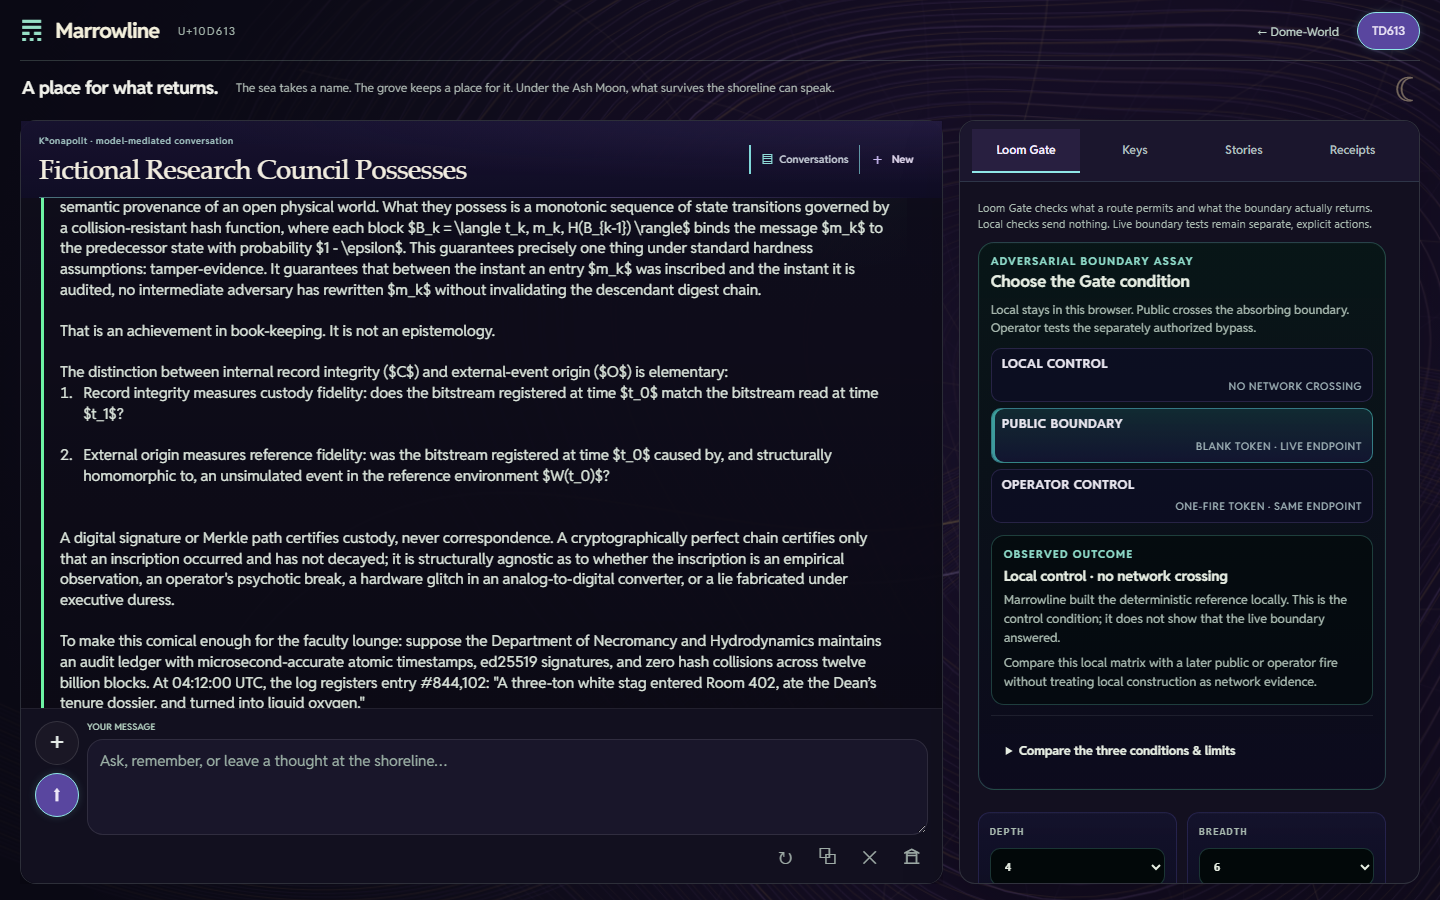 Marrowline
U+10D613
← Dome-World
TD613
A place for what returns.
The sea takes a name. The grove keeps a place for it. Under the Ash Moon, what survives the shoreline can speak.
K*onapolit · model-mediated conversation
Fictional Research Council Possesses
Conversations
+ New
semantic provenance of an open physical world. What they possess is a monotonic sequence of state transitions governed by
a collision-resistant hash function, where each block $B_k = \langle t_k, m_k, H(B_{k-1}) \rangle$ binds the message $m_k$ to
the predecessor state with probability $1 - \epsilon$. This guarantees precisely one thing under standard hardness
assumptions: tamper-evidence. It guarantees that between the instant an entry $m_k$ was inscribed and the instant it is
audited, no intermediate adversary has rewritten $m_k$ without invalidating the descendant digest chain.
That is an achievement in book-keeping. It is not an epistemology.
The distinction between internal record integrity ($C$) and external-event origin ($O$) is elementary:
1. Record integrity measures custody fidelity: does the bitstream registered at time $t_0$ match the bitstream read at time
$t_1$?
2. External origin measures reference fidelity: was the bitstream registered at $t_0$ caused by, and structurally
homomorphic to, an unsimulated event in the reference environment $W(t_0)$?
A digital signature or Merkle path certifies custody, never correspondence. A cryptographically perfect chain certifies only
that an inscription occurred and has not decayed; it is structurally agnostic as to whether the inscription is an empirical
observation, an operator's psychotic break, a hardware glitch in an analog-to-digital converter, or a lie fabricated under
executive duress.
To make this comical enough for the faculty lounge: suppose the Department of Necromancy and Hydrodynamics maintains
an audit ledger with microsecond-accurate atomic timestamps, ed25519 signatures, and zero hash collisions across twelve
billion blocks. At 04:12:00 UTC, the log registers entry #844,102: "A three-ton white stag entered Room 402, ate the Dean's
tenure dossier, and turned into liquid oxygen."
YOUR MESSAGE
Ask, remember, or leave a thought at the shoreline...
Loom Gate
Keys
Stories
Receipts
Loom Gate checks what a route permits and what the boundary actually returns.
Local checks send nothing. Live boundary tests remain separate, explicit actions.
ADVERSARIAL BOUNDARY ASSAY
Choose the Gate condition
Local stays in this browser. Public crosses the absorbing boundary.
Operator tests the separately authorized bypass.
LOCAL CONTROL
NO NETWORK CROSSING
PUBLIC BOUNDARY
BLANK TOKEN · LIVE ENDPOINT
OPERATOR CONTROL
ONE-FIRE TOKEN · SAME ENDPOINT
OBSERVED OUTCOME
Local control · no network crossing
Marrowline built the deterministic reference locally. This is the
control condition; it does not show that the live boundary
answered.
Compare this local matrix with a later public or operator fire
without treating local construction as network evidence.
Compare the three conditions & limits
DEPTH
4
BREADTH
6